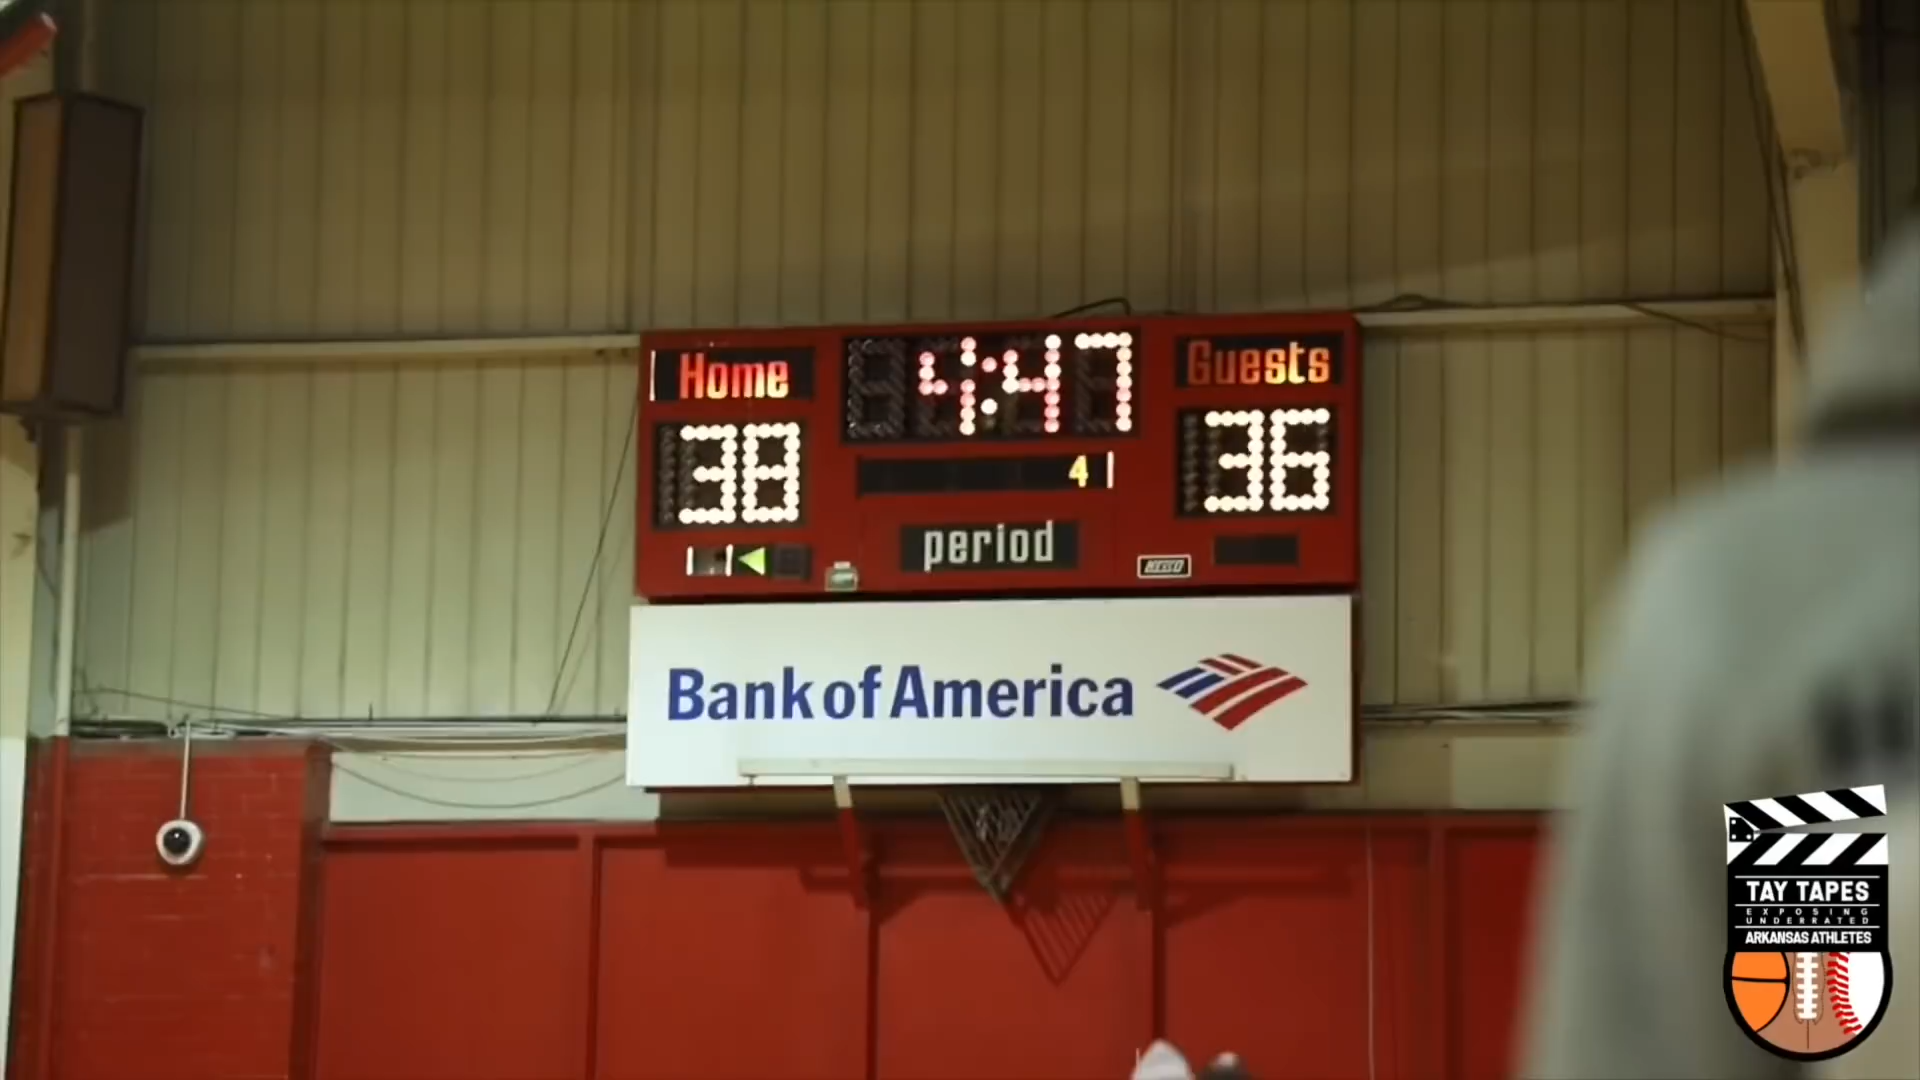 Home
4:47
Guests
38
4
36
period
Bank of America
TAY TAPES
EXPOSING
UNDERRATED
ARKANSAS ATHLETES